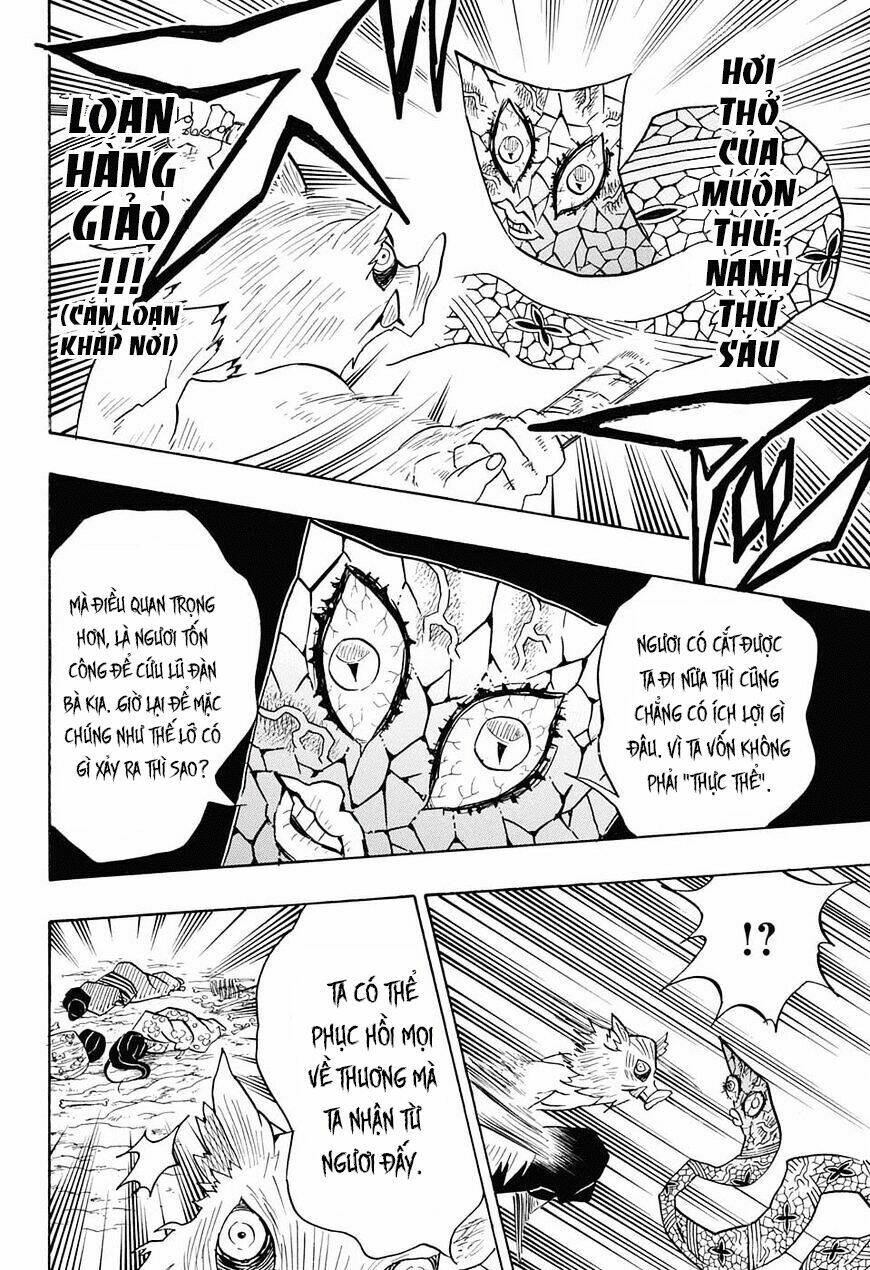 HƠI
THỞ
CỦA
MUÔN
THÚ:
NANH
THỨ
SÁU
LOẠN
HÀNG
GIẢO
!!!
(CẮN LOẠN
KHẮP NƠI)
NGƯƠI CÓ CẮT ĐƯỢC
TA ĐI NỮA THÌ CŨNG
CHẲNG CÓ ÍCH LỢI GÌ
ĐÂU. VÌ TA VỐN KHÔNG
PHẢI "THỰC THỂ".
MÀ ĐIỀU QUAN TRỌNG
HƠN, LÀ NGƯƠI TỐN
CÔNG ĐỂ CỨU LŨ ĐÀN
BÀ KIA. GIỜ LẠI ĐỂ MẶC
CHÚNG NHƯ THẾ LỠ CÓ
GÌ XẢY RA THÌ SAO?
!?
TA CÓ THỂ
PHỤC HỒI MỌI
VỀ THƯƠNG MÀ
TA NHẬN TỪ
NGƯƠI ĐẤY.